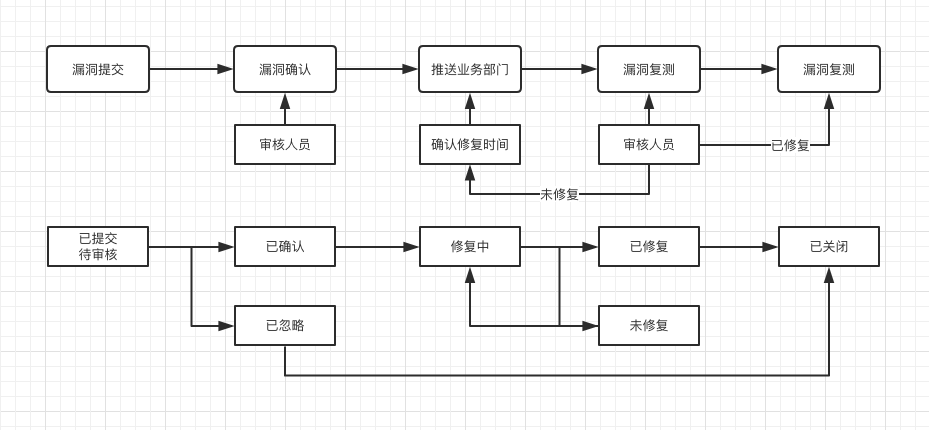 漏洞提交
漏洞确认
推送业务部门
漏洞复测
漏洞复测
审核人员
确认修复时间
审核人员
已修复
未修复
已提交
待审核
已确认
修复中
已修复
已关闭
已忽略
未修复